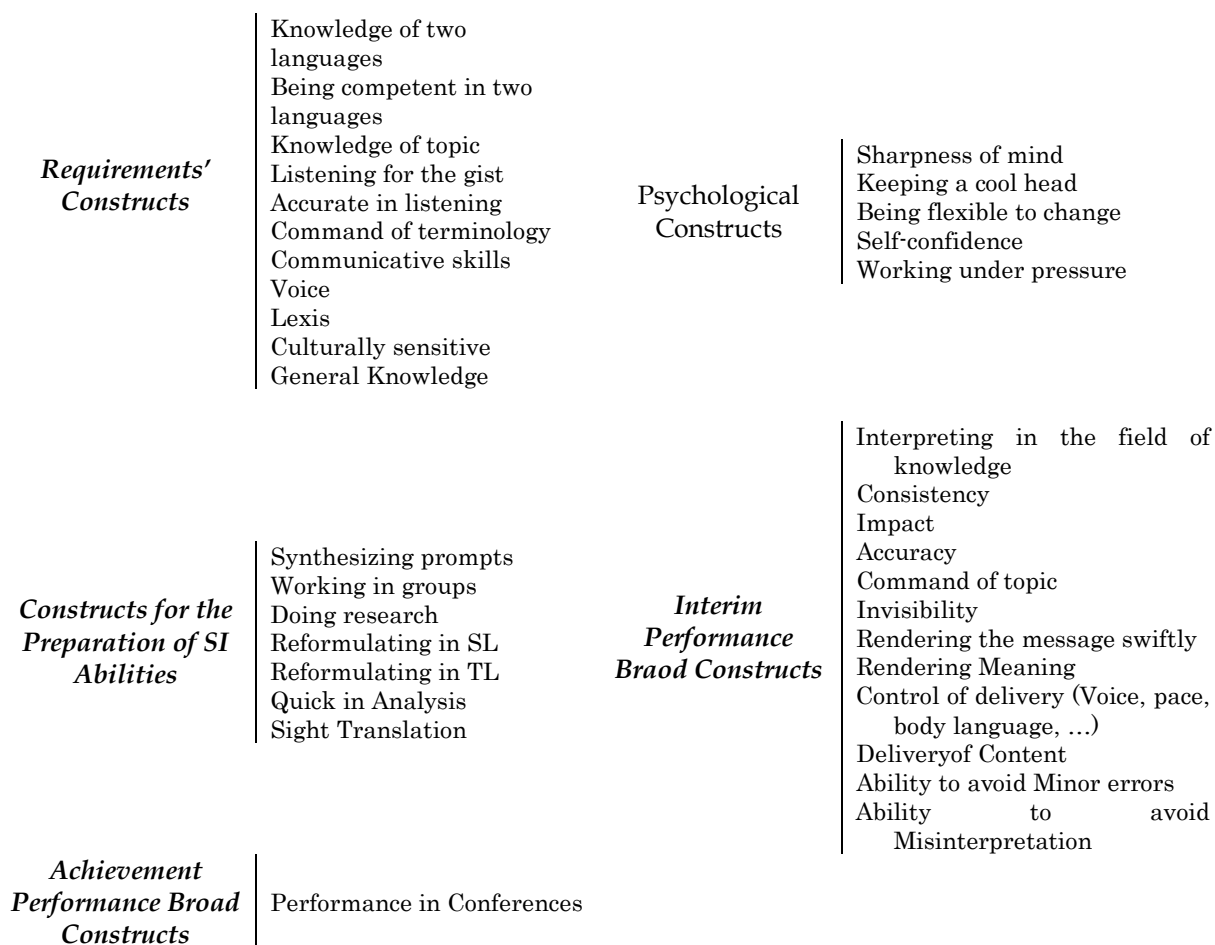 Requirements’
Constructs
Knowledge of two
languages
Being competent in two
languages
Knowledge of topic
Listening for the gist
Accurate in listening
Command of terminology
Communicative skills
Voice
Lexis
Culturally sensitive
General Knowledge
Psychological
Constructs
Sharpness of mind
Keeping a cool head
Being flexible to change
Self-confidence
Working under pressure
Constructs for the
Preparation of SI
Abilities
Synthesizing prompts
Working in groups
Doing research
Reformulating in SL
Reformulating in TL
Quick in Analysis
Sight Translation
Interim
Performance
Braod Constructs
Interpreting in the field of
knowledge
Consistency
Impact
Accuracy
Command of topic
Invisibility
Rendering the message swiftly
Rendering Meaning
Control of delivery (Voice, pace,
body language, …)
Deliveryof Content
Ability to avoid Minor errors
Ability to avoid
Misinterpretation
Achievement
Performance Broad
Constructs
Performance in Conferences